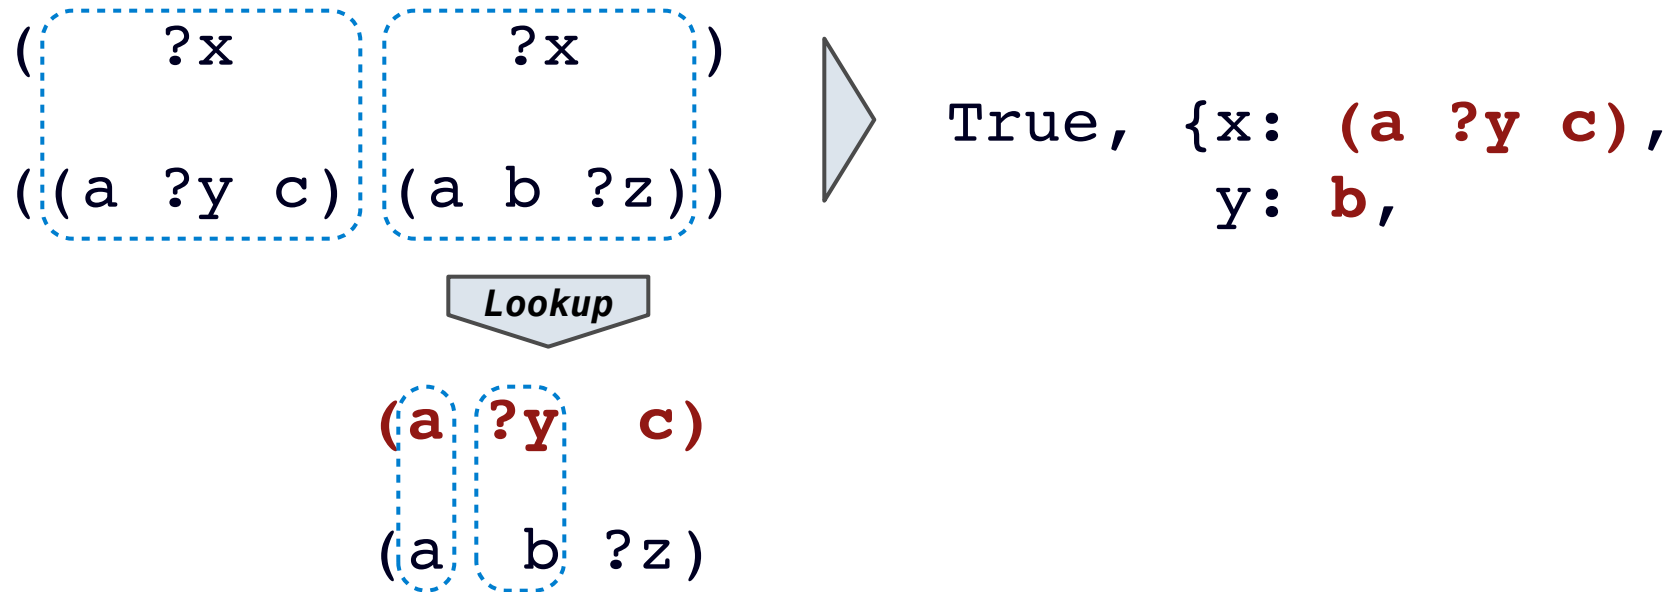 ( ?x ?x )
((a ?y c) (a b ?z))
True, {x: (a ?y c),
y: b,
Lookup
(a ?y c)
(a b ?z)